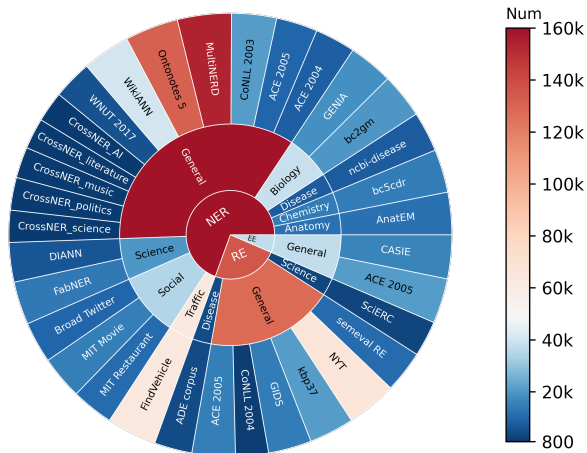 NER
RE
EE
General
Biology
Disease
Chemistry
Anatomy
General
Science
General
Disease
Traffic
Social
Science
CoNLL 2003
ACE 2005
ACE 2004
GENIA
bc2gm
ncbi-disease
bc5cdr
AnatEM
CASIE
ACE 2005
SciERC
semeval RE
NYT
kbp37
GIDS
CoNLL 2004
ACE 2005
ADE corpus
FindVehicle
MIT Restaurant
MIT Movie
Broad Twitter
FabNER
DIANN
CrossNER_science
CrossNER_politics
CrossNER_music
CrossNER_literature
CrossNER_AI
WNUT 2017
WikiANN
Ontonotes 5
MultiNERD
Num
160k
140k
120k
100k
80k
60k
40k
20k
800